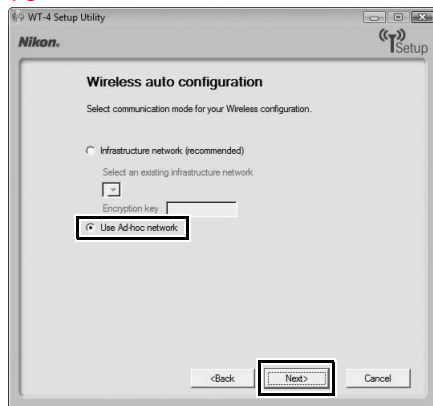 WT-4 Setup Utility
Nikon.
Setup
Wireless auto configuration
Select communication mode for your Wireless configuration.
Infrastructure network (recommended)
Select an existing infrastructure network
Encryption key
Use Ad-hoc network
<Back Next> Cancel